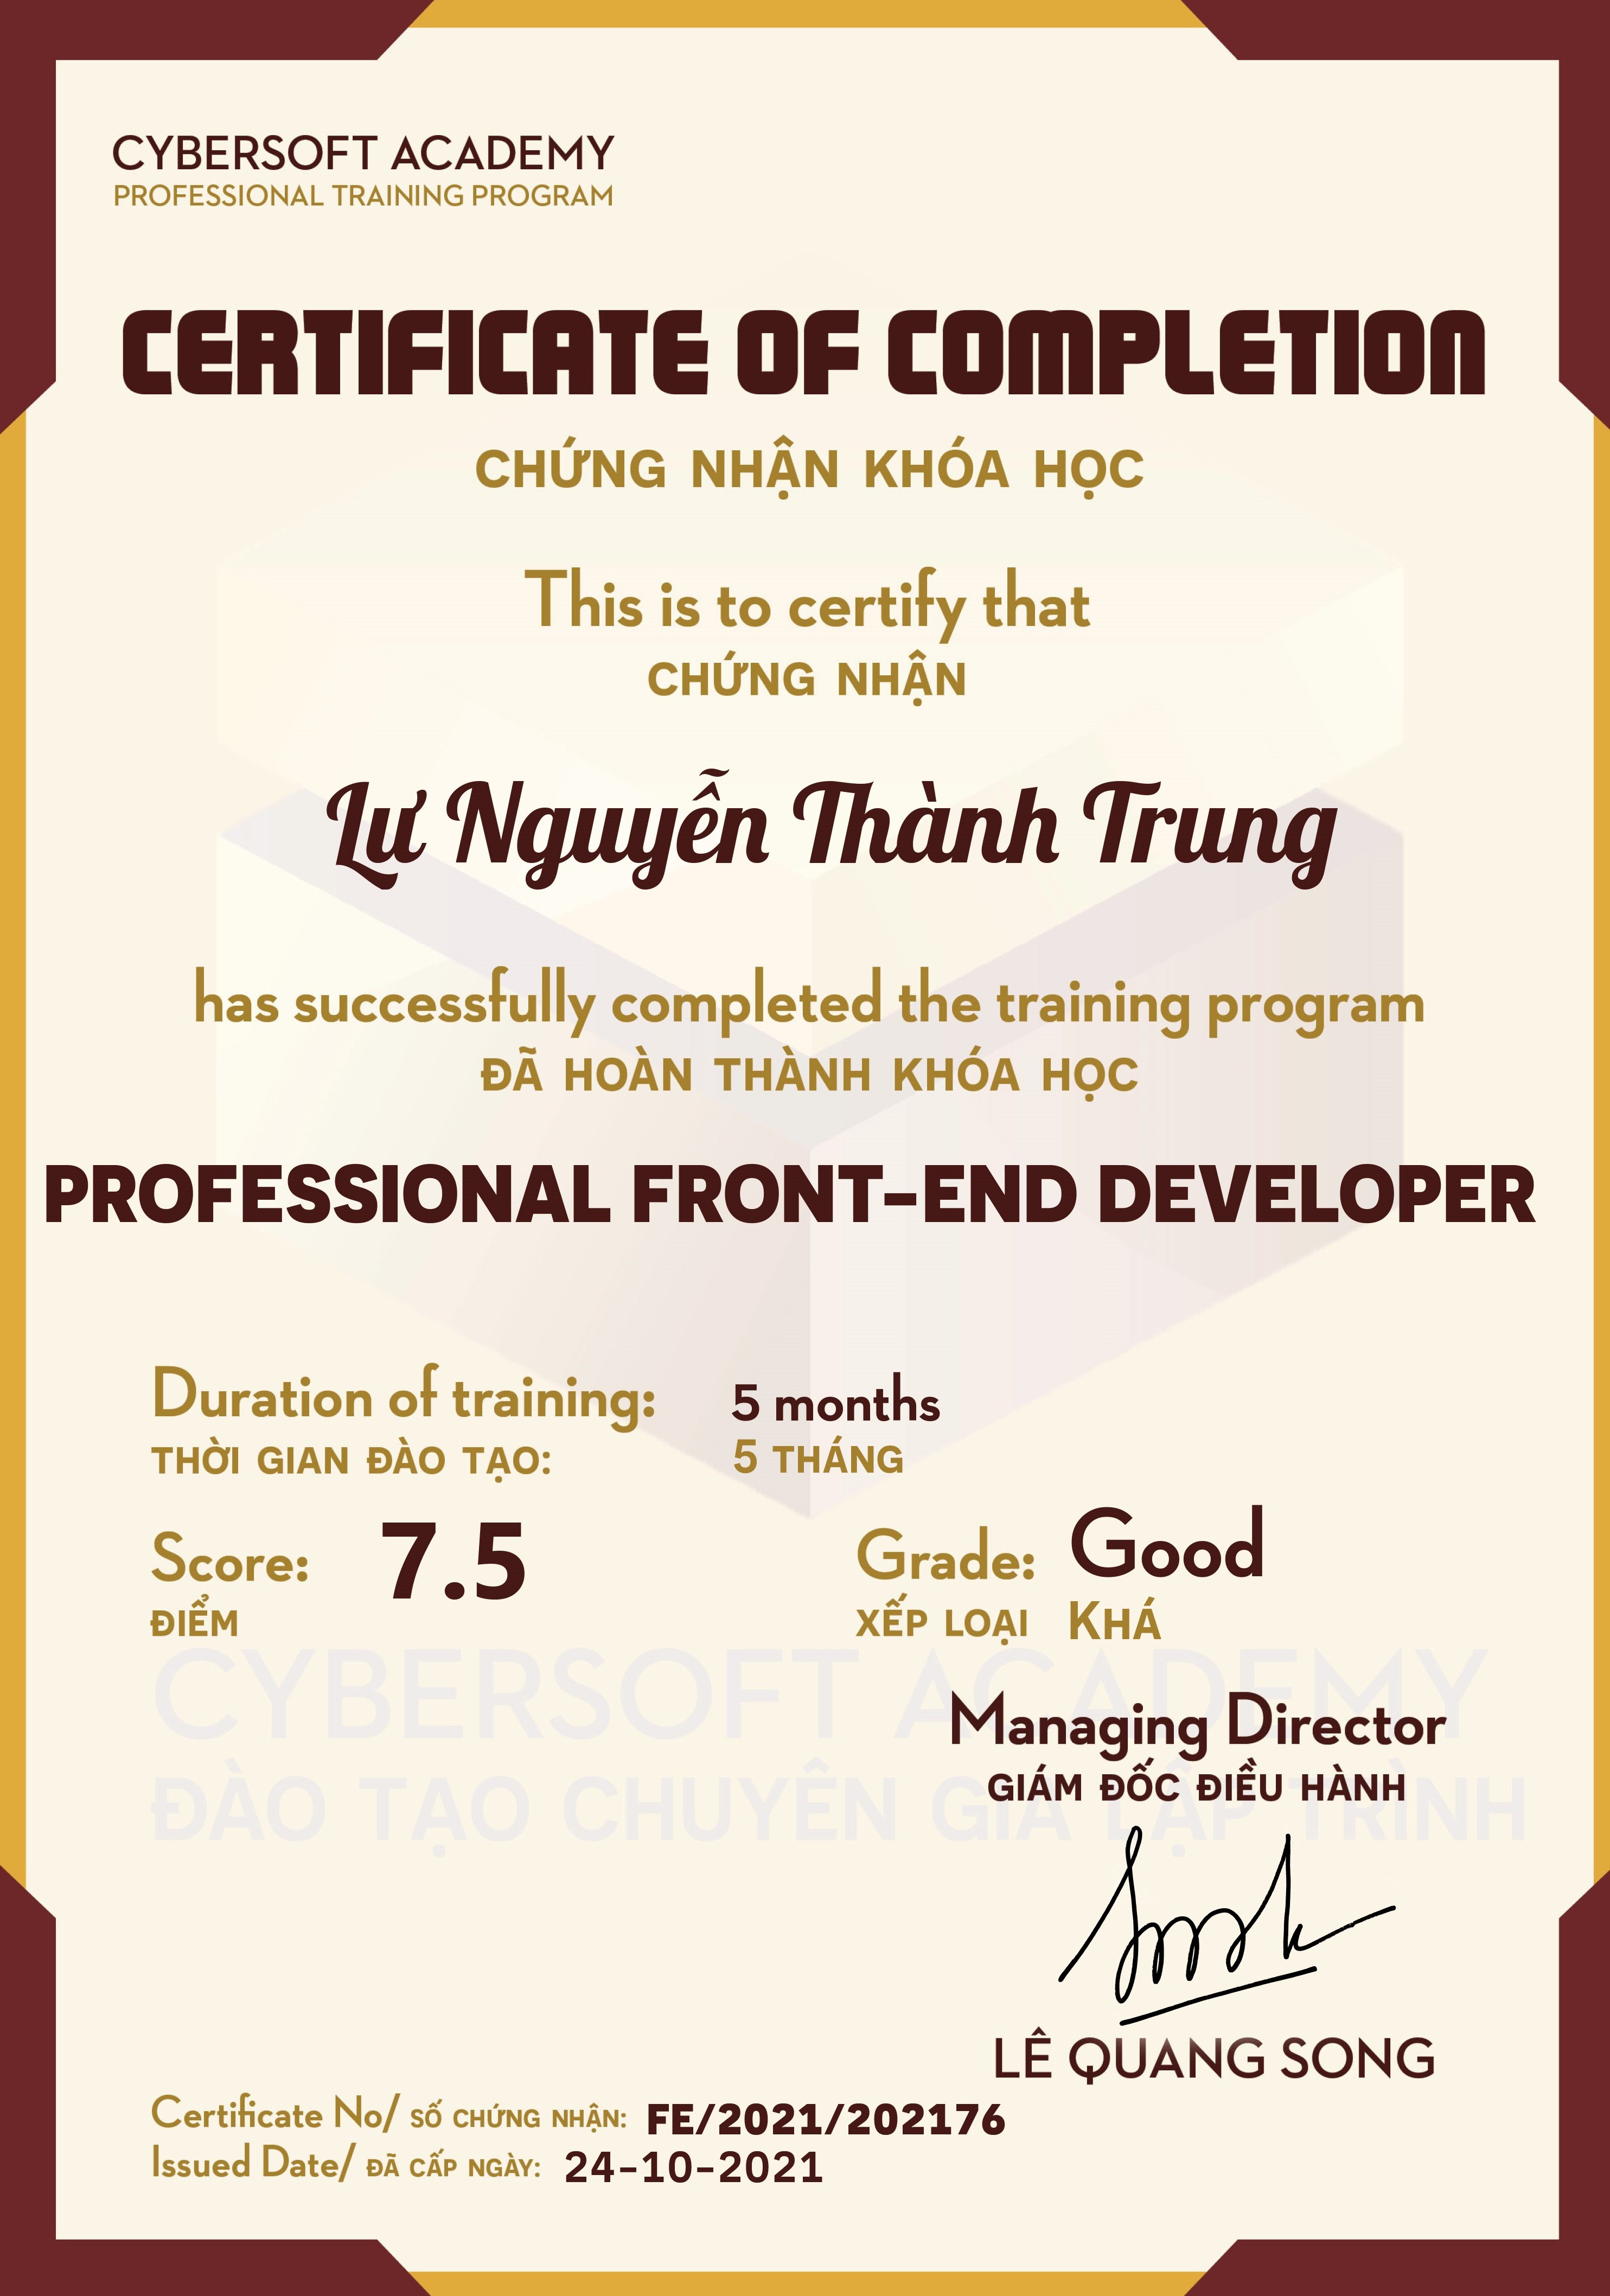 CYBERSOFT ACADEMY
PROFESSIONAL TRAINING PROGRAM
CERTIFICATE OF COMPLETION
CHỨNG NHẬN KHÓA HỌC
This is to certify that
CHỨNG NHẬN
Lư Nguyễn Thành Trung
has successfully completed the training program
ĐÃ HOÀN THÀNH KHÓA HỌC
PROFESSIONAL FRONT-END DEVELOPER
Duration of training: 5 months
THỜI GIAN ĐÀO TẠO: 5 THÁNG
Score: 7.5 Grade: Good
ĐIỂM XẾP LOẠI KHÁ
CYBERSOFT ACADEMY
ĐÀO TẠO CHUYÊN GIA LẬP TRÌNH
Managing Director
GIÁM ĐỐC ĐIỀU HÀNH
LÊ QUANG SONG
Certificate No/ SỐ CHỨNG NHẬN: FE/2021/202176
Issued Date/ ĐÃ CẤP NGÀY: 24-10-2021